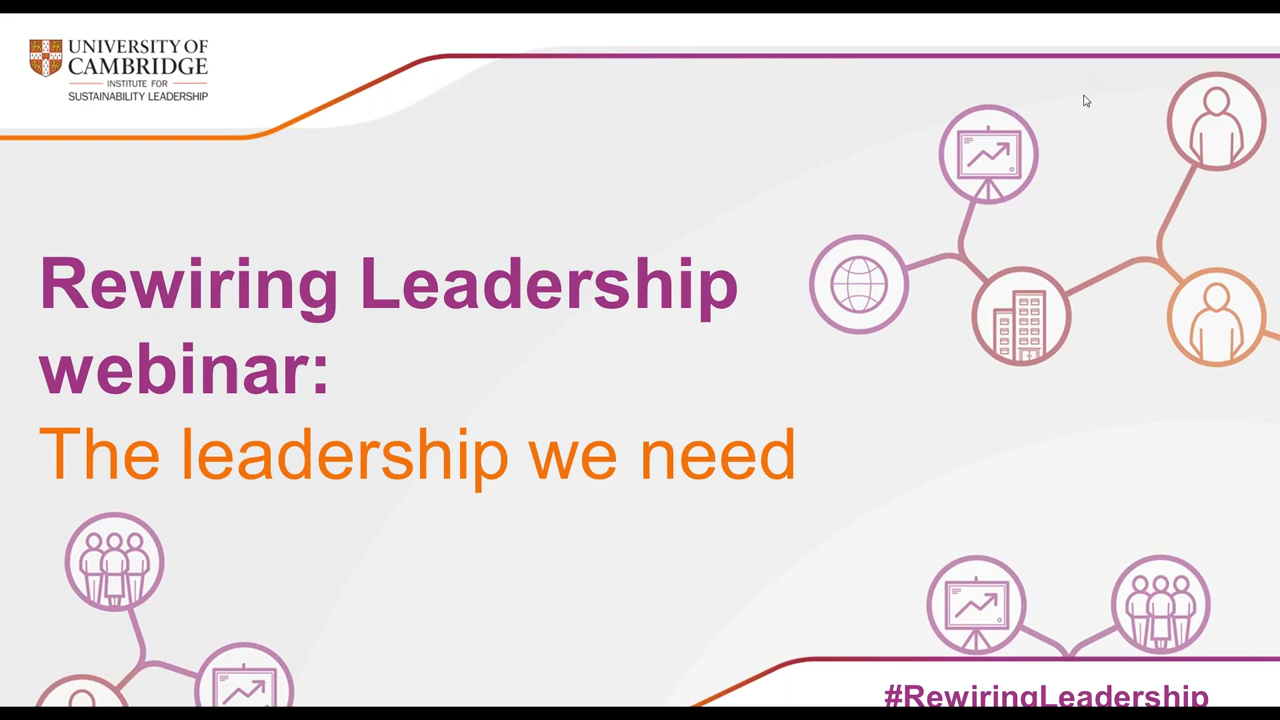 UNIVERSITY OF
CAMBRIDGE
INSTITUTE FOR
SUSTAINABILITY LEADERSHIP
Rewiring Leadership
webinar:
The leadership we need
#RewiringLeadership